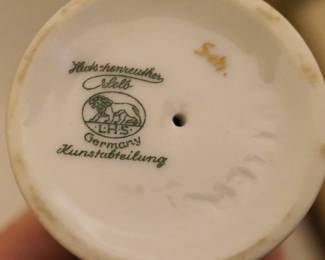 Hutschenreuther
Selb
L.H.S.
Germany
Kunstabteilung